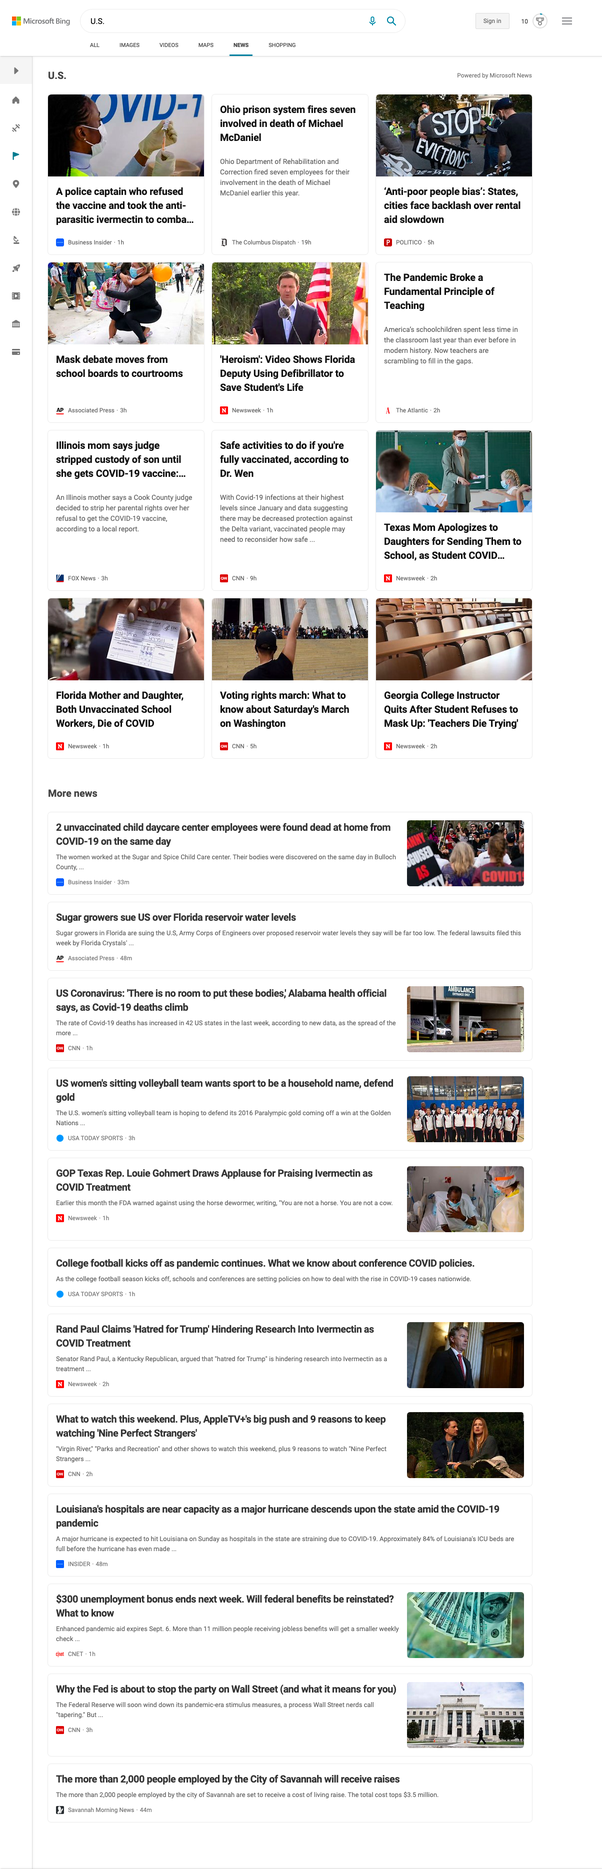 Microsoft Bing
U.S.
Sign in
10
ALL
IMAGES
VIDEOS
MAPS
NEWS
SHOPPING
U.S.
Powered by Microsoft News
OVID-1
A police captain who refused
the vaccine and took the anti-
parasitic ivermectin to comba...
Business Insider · 1h
Ohio prison system fires seven
involved in death of Michael
McDaniel
Ohio Department of Rehabilitation and
Correction fired seven employees for their
involvement in the death of Michael
McDaniel earlier this year.
The Columbus Dispatch · 19h
STOP
EVICTIONS
'Anti-poor people bias': States,
cities face backlash over rental
aid slowdown
POLITICO · 5h
Mask debate moves from
school boards to courtrooms
AP Associated Press · 3h
'Heroism': Video Shows Florida
Deputy Using Defibrillator to
Save Student's Life
N Newsweek · 1h
The Pandemic Broke a
Fundamental Principle of
Teaching
America's schoolchildren spent less time in
the classroom last year than ever before in
modern history. Now teachers are
scrambling to fill in the gaps.
The Atlantic · 2h
Illinois mom says judge
stripped custody of son until
she gets COVID-19 vaccine:...
An Illinois mother says a Cook County judge
decided to strip her parental rights over her
refusal to get the COVID-19 vaccine,
according to a local report.
FOX News · 3h
Safe activities to do if you're
fully vaccinated, according to
Dr. Wen
With Covid-19 infections at their highest
levels since January and data suggesting
there may be decreased protection against
the Delta variant, vaccinated people may
need to reconsider how safe ...
CNN · 9h
Texas Mom Apologizes to
Daughters for Sending Them to
School, as Student COVID...
N Newsweek · 2h
Florida Mother and Daughter,
Both Unvaccinated School
Workers, Die of COVID
N Newsweek · 1h
Voting rights march: What to
know about Saturday's March
on Washington
CNN · 5h
Georgia College Instructor
Quits After Student Refuses to
Mask Up: 'Teachers Die Trying'
N Newsweek · 2h
More news
2 unvaccinated child daycare center employees were found dead at home from
COVID-19 on the same day
The women worked at the Sugar and Spice Child Care center. Their bodies were discovered on the same day in Bulloch
County, ...
Business Insider · 33m
Sugar growers sue US over Florida reservoir water levels
Sugar growers in Florida are suing the U.S, Army Corps of Engineers over proposed reservoir water levels they say will be far too low. The federal lawsuits filed this
week by Florida Crystals' ...
AP Associated Press · 48m
US Coronavirus: 'There is no room to put these bodies,' Alabama health official
says, as Covid-19 deaths climb
The rate of Covid-19 deaths has increased in 42 US states in the last week, according to new data, as the spread of the
more ...
CNN · 1h
AMBULANCE
US women's sitting volleyball team wants sport to be a household name, defend
gold
The U.S. women's sitting volleyball team is hoping to defend its 2016 Paralympic gold coming off a win at the Golden
Nations ...
USA TODAY SPORTS · 3h
GOP Texas Rep. Louie Gohmert Draws Applause for Praising Ivermectin as
COVID Treatment
Earlier this month the FDA warned against using the horse dewormer, writing, "You are not a horse. You are not a cow.
N Newsweek · 1h
College football kicks off as pandemic continues. What we know about conference COVID policies.
As the college football season kicks off, schools and conferences are setting policies on how to deal with the rise in COVID-19 cases nationwide.
USA TODAY SPORTS · 1h
Rand Paul Claims 'Hatred for Trump' Hindering Research Into Ivermectin as
COVID Treatment
Senator Rand Paul, a Kentucky Republican, argued that "hatred for Trump" is hindering research into Ivermectin as a
treatment ...
N Newsweek · 2h
What to watch this weekend. Plus, AppleTV+'s big push and 9 reasons to keep
watching 'Nine Perfect Strangers'
"Virgin River," "Parks and Recreation" and other shows to watch this weekend, plus 9 reasons to watch "Nine Perfect
Strangers ...
CNN · 2h
Louisiana's hospitals are near capacity as a major hurricane descends upon the state amid the COVID-19
pandemic
A major hurricane is expected to hit Louisiana on Sunday as hospitals in the state are straining due to COVID-19. Approximately 84% of Louisiana's ICU beds are
full before the hurricane has even made ...
INSIDER · 48m
$300 unemployment bonus ends next week. Will federal benefits be reinstated?
What to know
Enhanced pandemic aid expires Sept. 6. More than 11 million people receiving jobless benefits will get a smaller weekly
check ...
CNET · 1h
Why the Fed is about to stop the party on Wall Street (and what it means for you)
The Federal Reserve will soon wind down its pandemic-era stimulus measures, a process Wall Street nerds call
"tapering." But ...
CNN · 3h
The more than 2,000 people employed by the City of Savannah will receive raises
The more than 2,000 people employed by the city of Savannah are set to receive a cost of living raise. The total cost tops $3.5 million.
Savannah Morning News · 44m